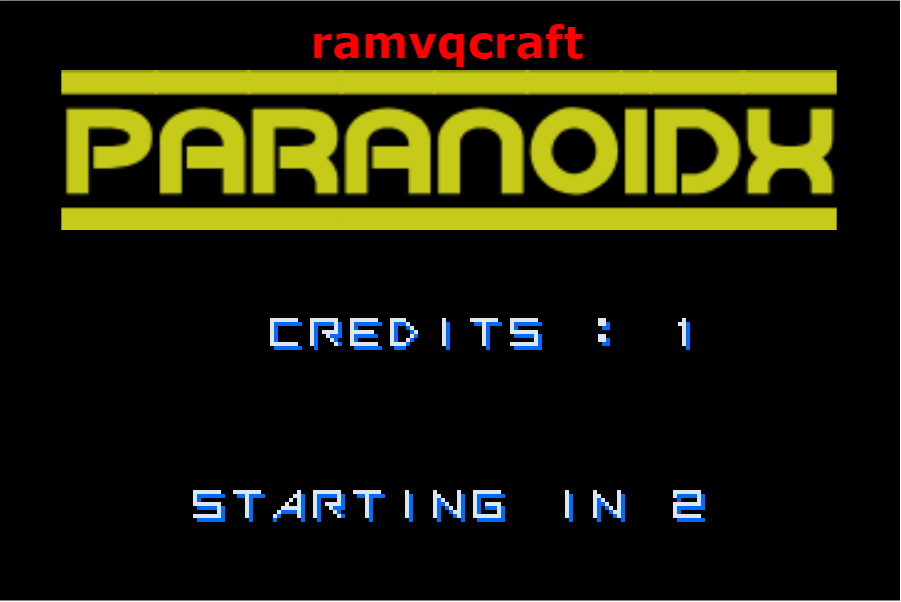 ramvqcraft
PARANOIDX
CREDITS : 1
STARTING IN 2